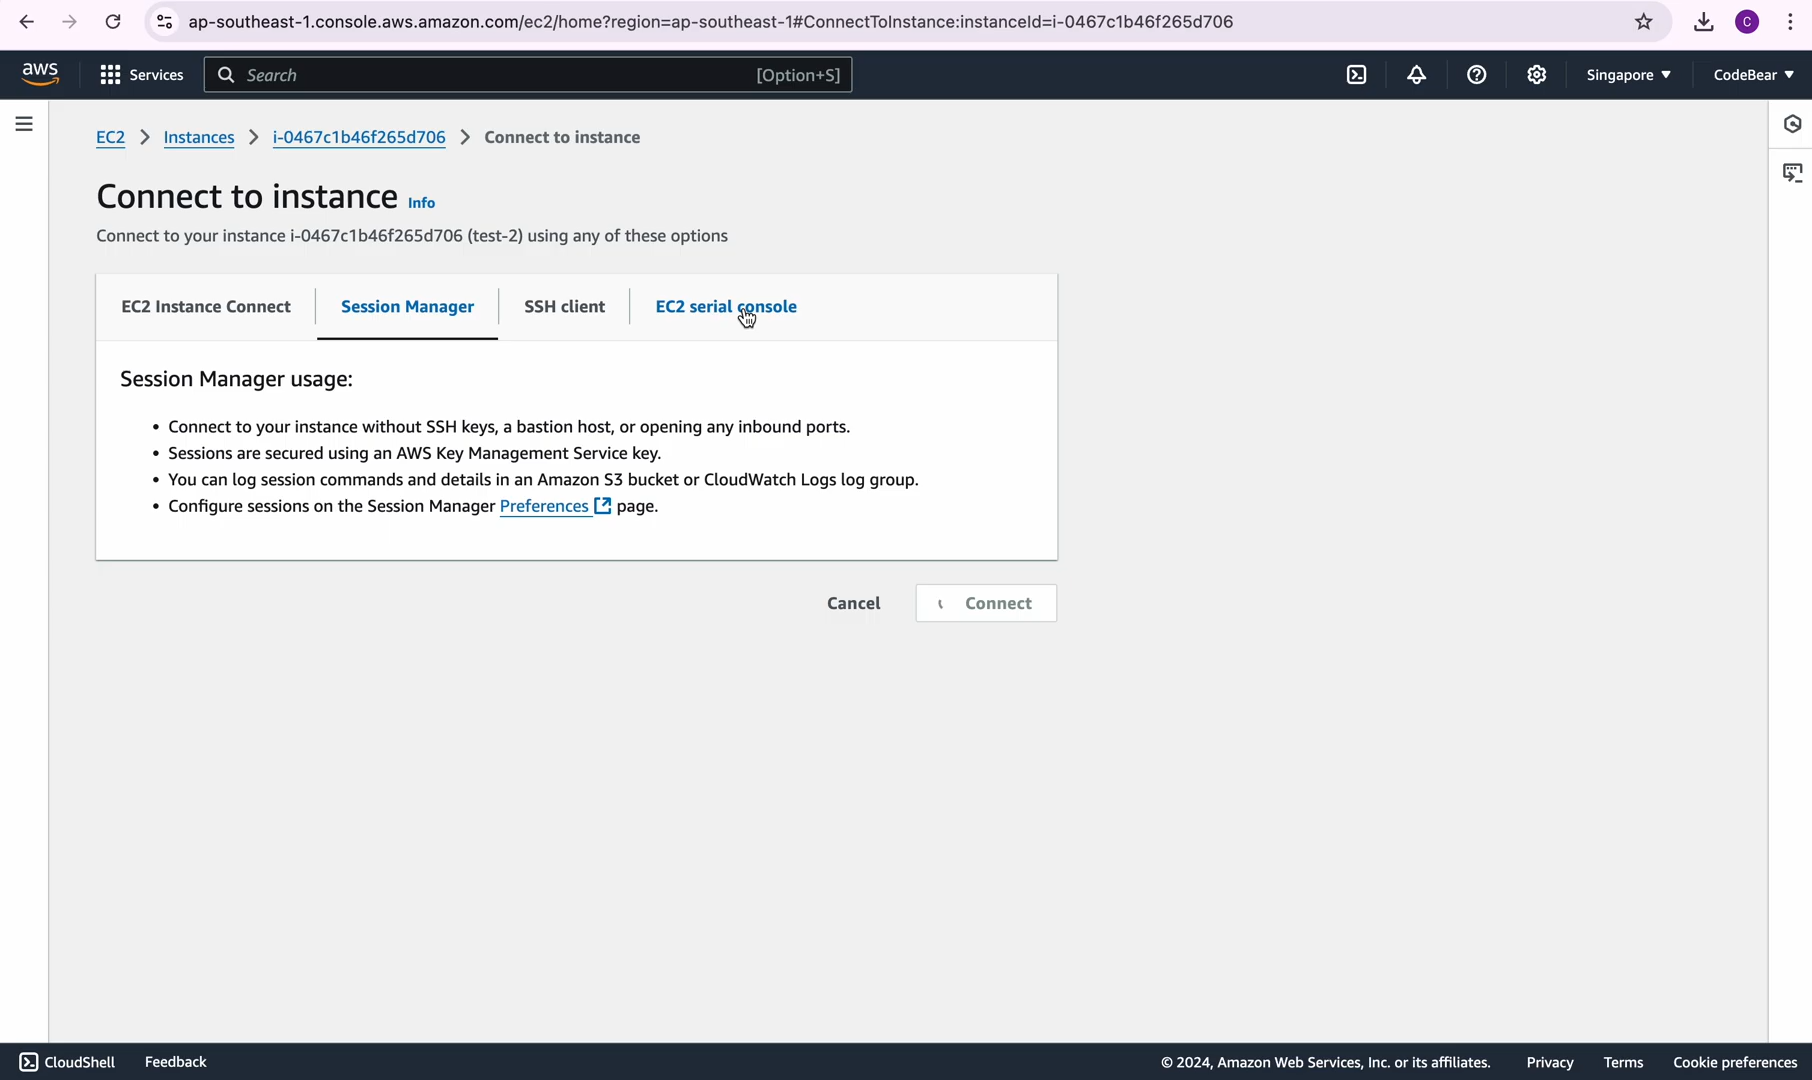 ap-southeast-1.console.aws.amazon.com/ec2/home?region=ap-southeast-1#ConnectToInstance:instanceId=i-0467c1b46f265d706
C
aws
Services
Search
[Option+S]
Singapore
CodeBear
EC2
Instances
i-0467c1b46f265d706
Connect to instance
Connect to instance Info
Connect to your instance i-0467c1b46f265d706 (test-2) using any of these options
EC2 Instance Connect
Session Manager
SSH client
EC2 serial console
Session Manager usage:
• Connect to your instance without SSH keys, a bastion host, or opening any inbound ports.
• Sessions are secured using an AWS Key Management Service key.
• You can log session commands and details in an Amazon S3 bucket or CloudWatch Logs log group.
• Configure sessions on the Session Manager Preferences page.
Cancel
Connect
CloudShell
Feedback
© 2024, Amazon Web Services, Inc. or its affiliates.
Privacy
Terms
Cookie preferences